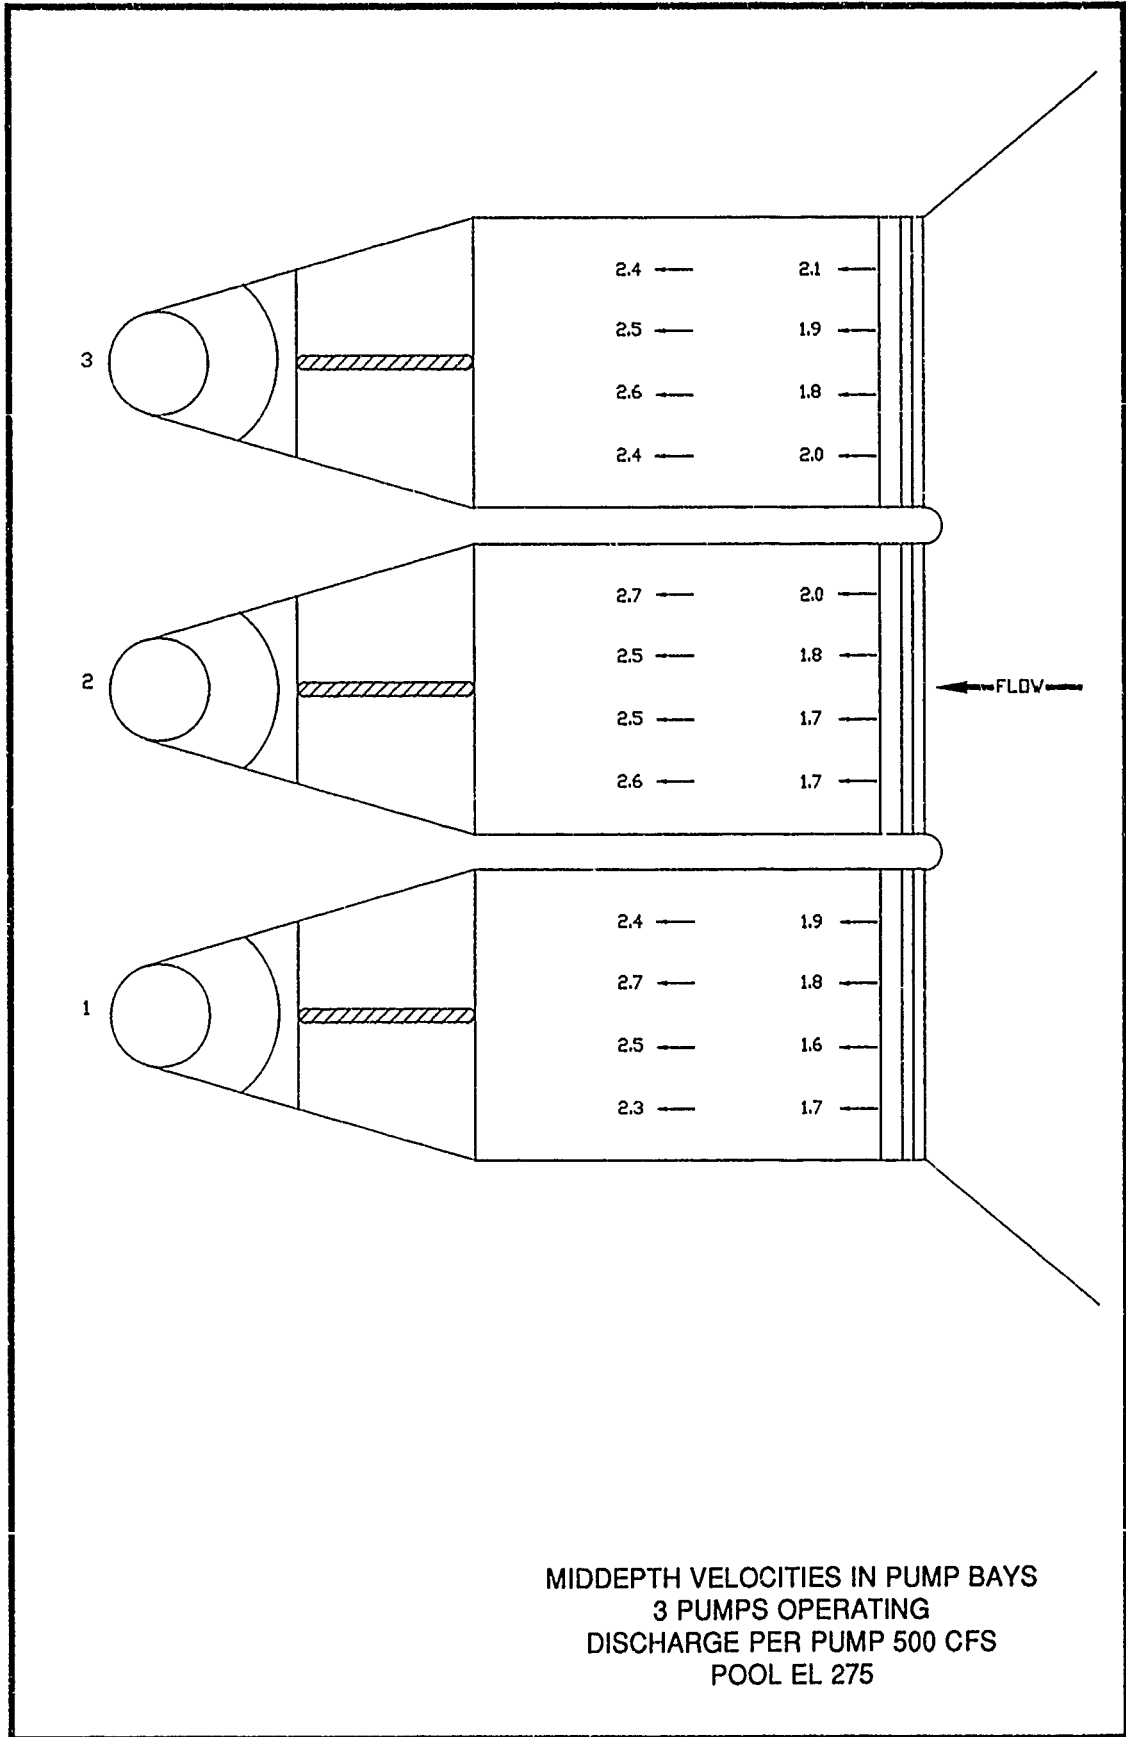 2.4 2.1
2.5 1.9
3
2.6 1.8
2.4 2.0
2.7 2.0
2.5 1.8
2 FLOW
2.5 1.7
2.6 1.7
2.4 1.9
2.7 1.8
1
2.5 1.6
2.3 1.7
MIDDEPTH VELOCITIES IN PUMP BAYS
3 PUMPS OPERATING
DISCHARGE PER PUMP 500 CFS
POOL EL 275